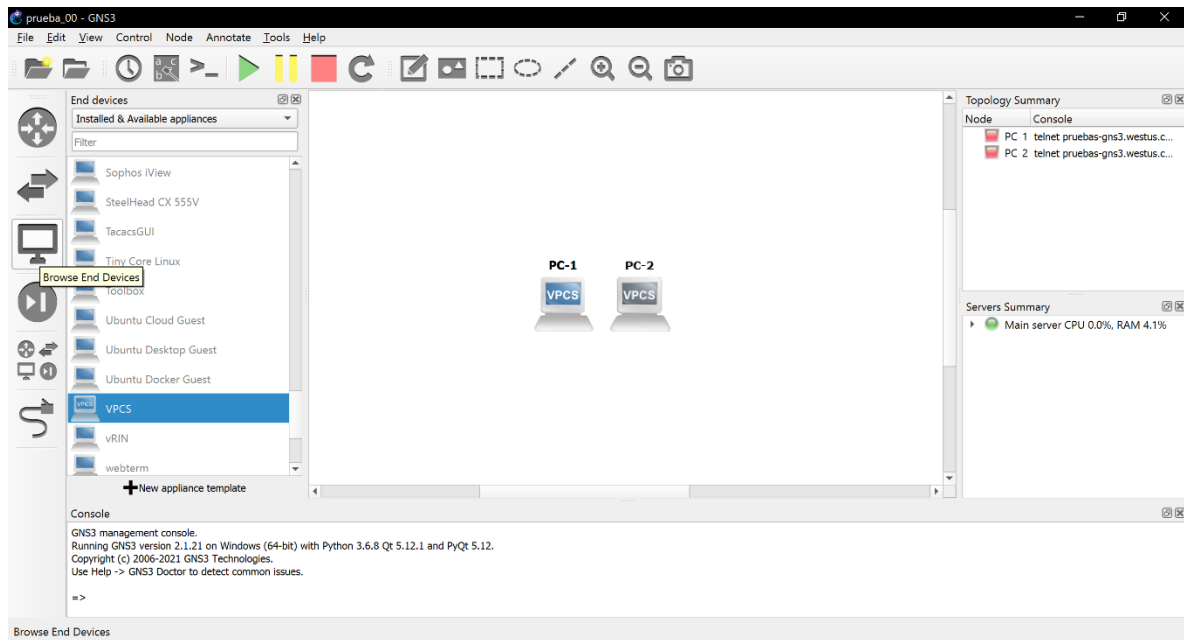 prueba_00 - GNS3
File Edit View Control Node Annotate Tools Help
End devices
Installed & Available appliances
Filter
Sophos iView
SteelHead CX 555V
TacacsGUI
Tiny Core Linux
Browse End Devices
Toolbox
Ubuntu Cloud Guest
Ubuntu Desktop Guest
Ubuntu Docker Guest
VPCS
vRIN
webterm
New appliance template
PC-1 PC-2
VPCS VPCS
Topology Summary
Node Console
PC 1 telnet pruebas-gns3.westus.c...
PC 2 telnet pruebas-gns3.westus.c...
Servers Summary
Main server CPU 0.0%, RAM 4.1%
Console
GNS3 management console.
Running GNS3 version 2.1.21 on Windows (64-bit) with Python 3.6.8 Qt 5.12.1 and PyQt 5.12.
Copyright (c) 2006-2021 GNS3 Technologies.
Use Help -> GNS3 Doctor to detect common issues.
=>
Browse End Devices